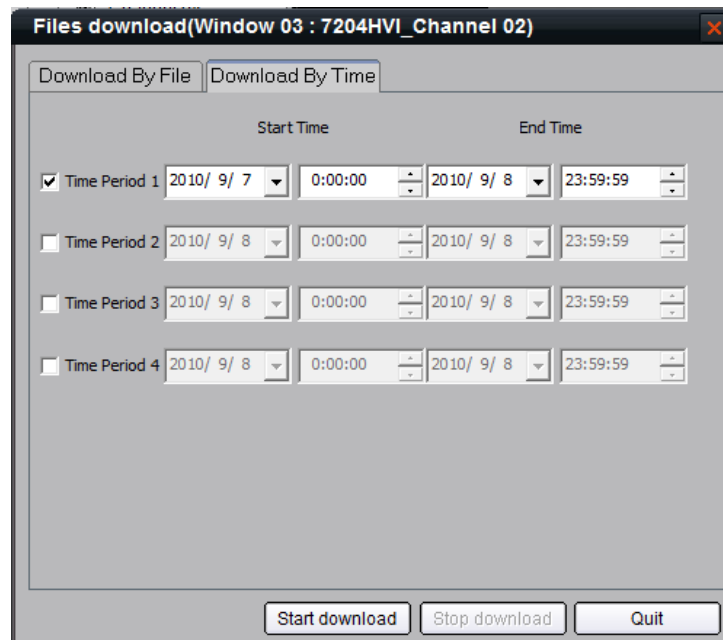 Files download(Window 03 : 7204HVI_Channel 02)
Download By File Download By Time
Start Time End Time
Time Period 1 2010/ 9/ 7 0:00:00 2010/ 9/ 8 23:59:59
Time Period 2 2010/ 9/ 8 0:00:00 2010/ 9/ 8 23:59:59
Time Period 3 2010/ 9/ 8 0:00:00 2010/ 9/ 8 23:59:59
Time Period 4 2010/ 9/ 8 0:00:00 2010/ 9/ 8 23:59:59
Start download Stop download Quit